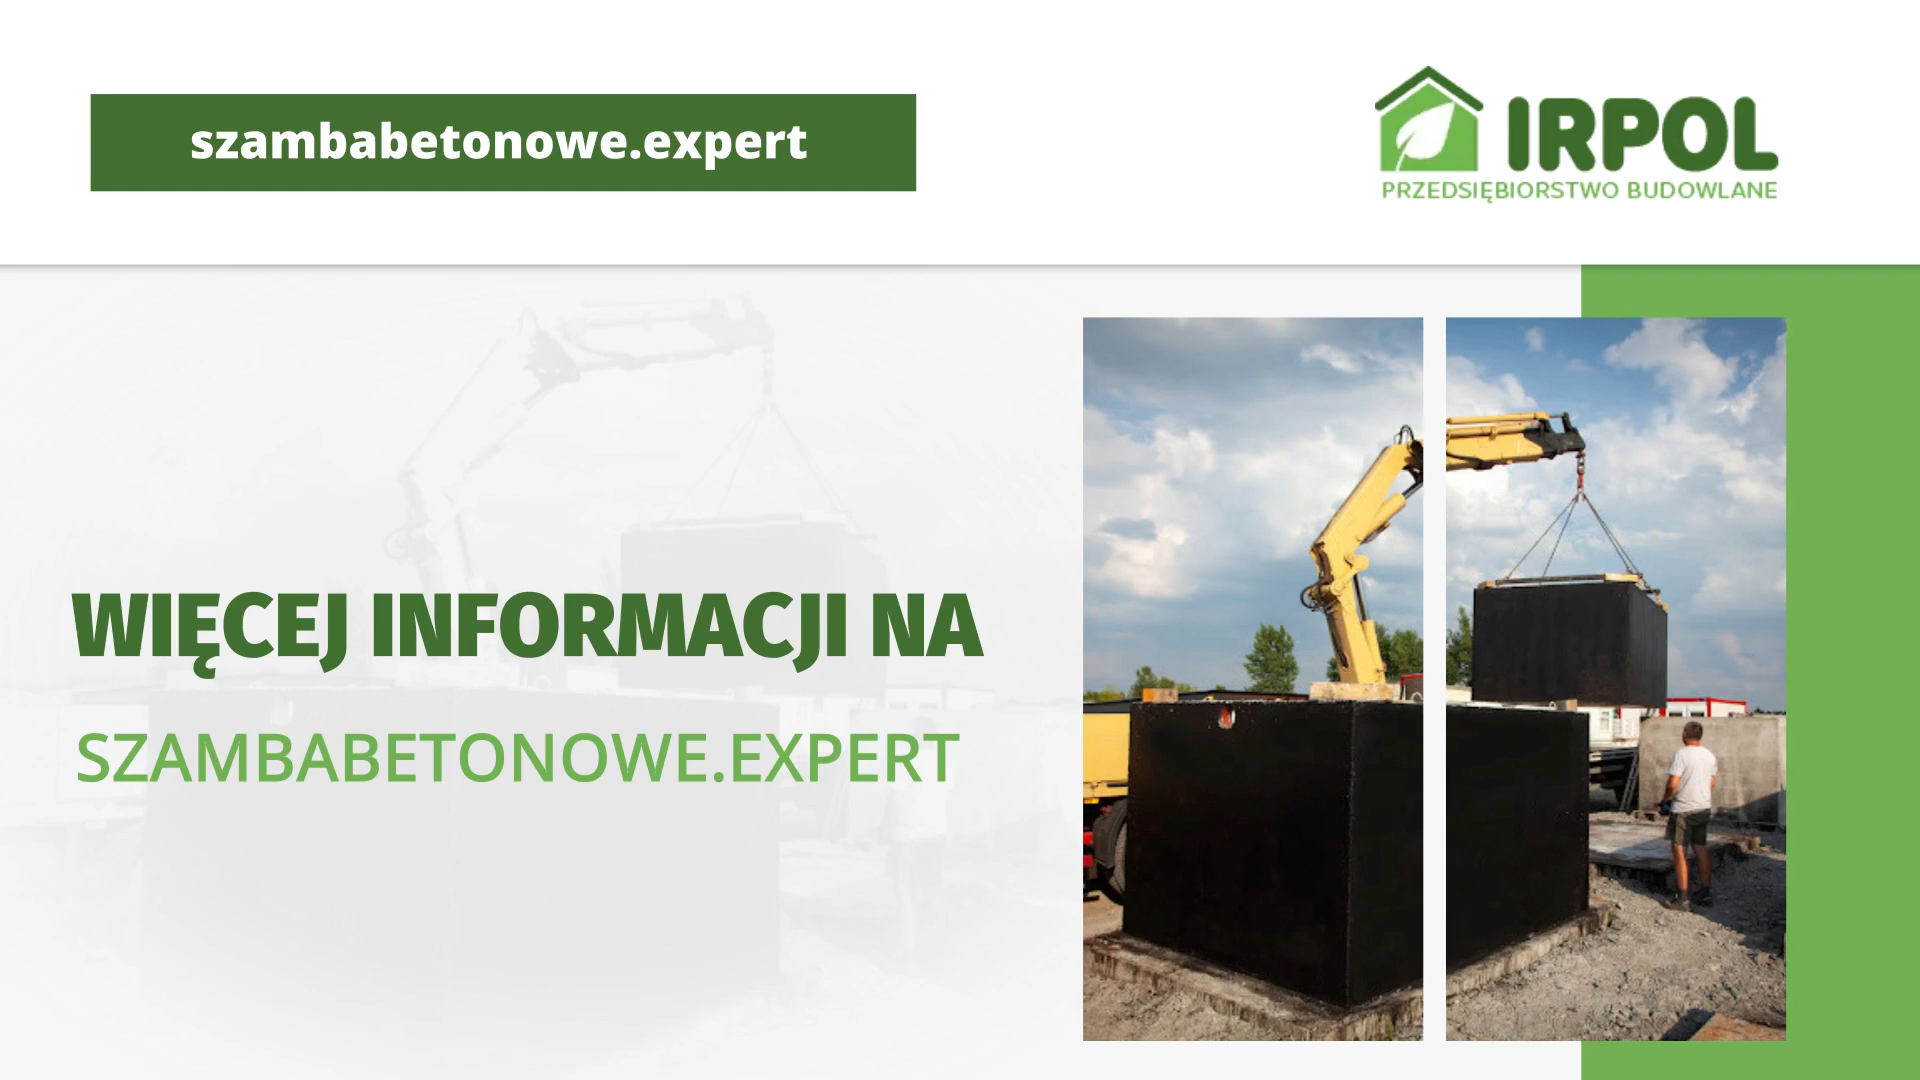 szambabetonowe.expert
IRPOL
PRZEDSIĘBIORSTWO BUDOWLANE
WIĘCEJ INFORMACJI NA
SZAMBABETONOWE.EXPERT